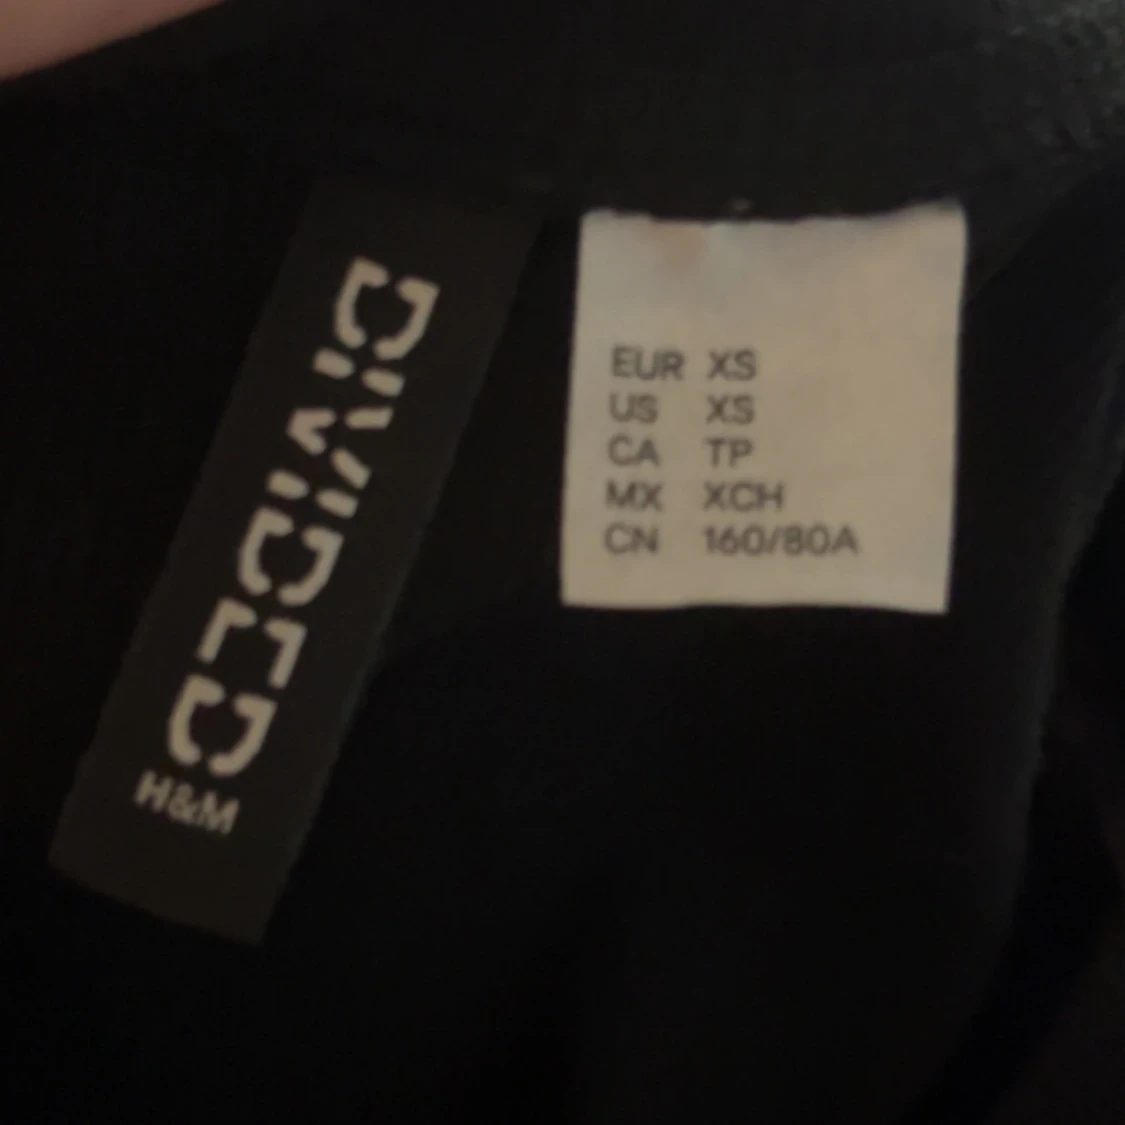 DIVIDED
H&M
EUR XS
US XS
CA TP
MX XCH
CN 160/80A